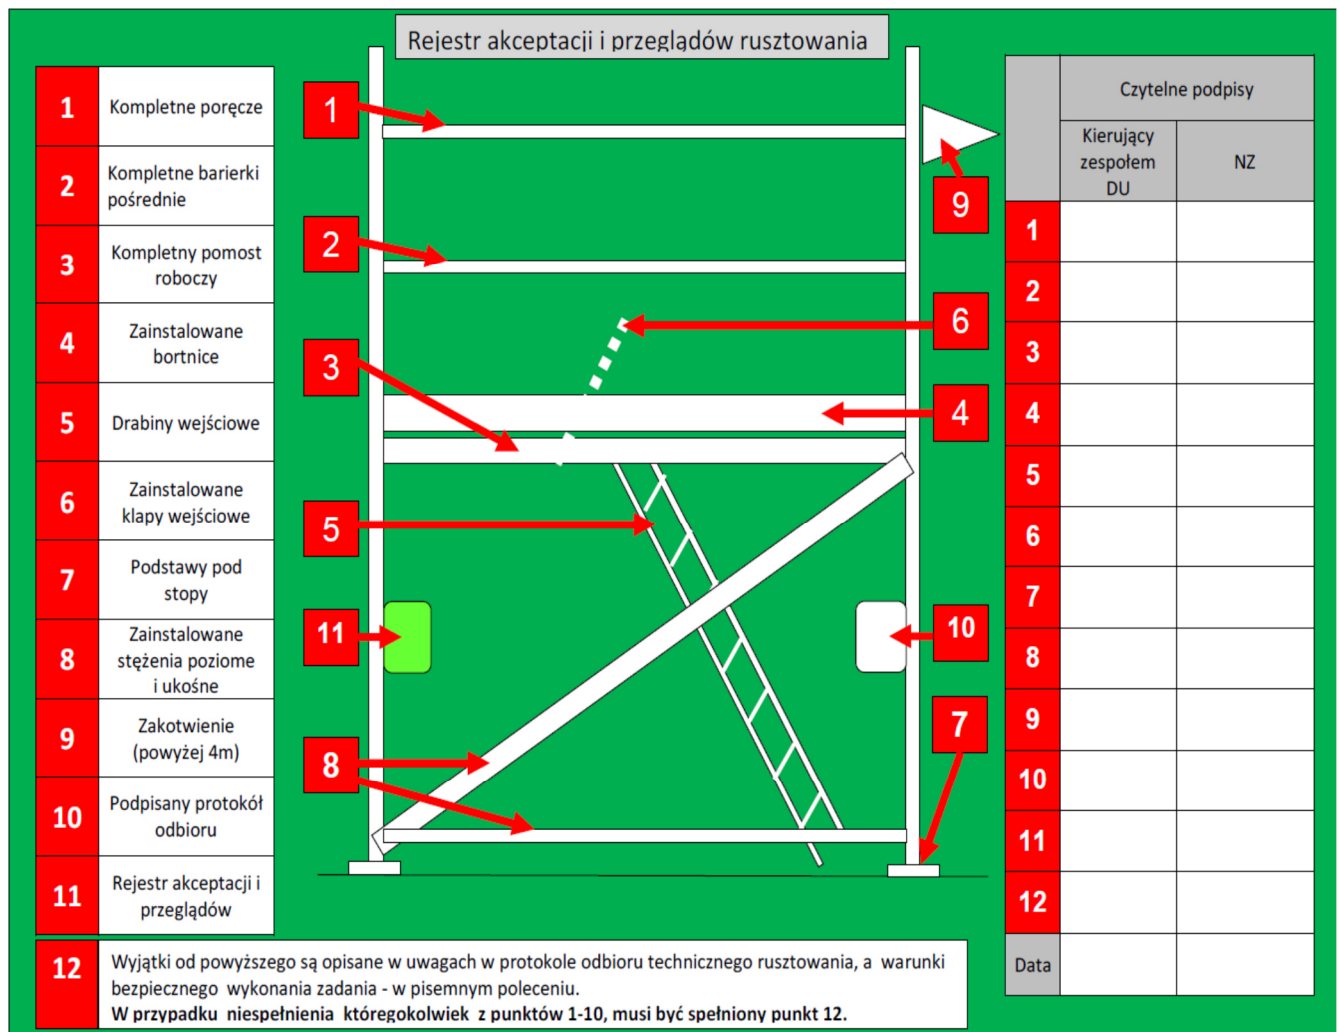 Rejestr akceptacji i przeglądów rusztowania
1 Kompletne poręcze
2 Kompletne barierki
pośrednie
3 Kompletny pomost
roboczy
4 Zainstalowane
bortnice
5 Drabiny wejściowe
6 Zainstalowane
klapy wejściowe
7 Podstawy pod
stopy
8 Zainstalowane
stężenia poziome
i ukośne
9 Zakotwienie
(powyżej 4m)
10 Podpisany protokół
odbioru
11 Rejestr akceptacji i
przeglądów
12 Wyjątki od powyższego są opisane w uwagach w protokole odbioru technicznego rusztowania, a warunki
bezpiecznego wykonania zadania - w pisemnym poleceniu.
W przypadku niespełnienia któregokolwiek z punktów 1-10, musi być spełniony punkt 12.
1
9
2
6
3
4
5
11
10
7
8
Czytelne podpisy
Kierujący
zespołem
DU
NZ
1
2
3
4
5
6
7
8
9
10
11
12
Data